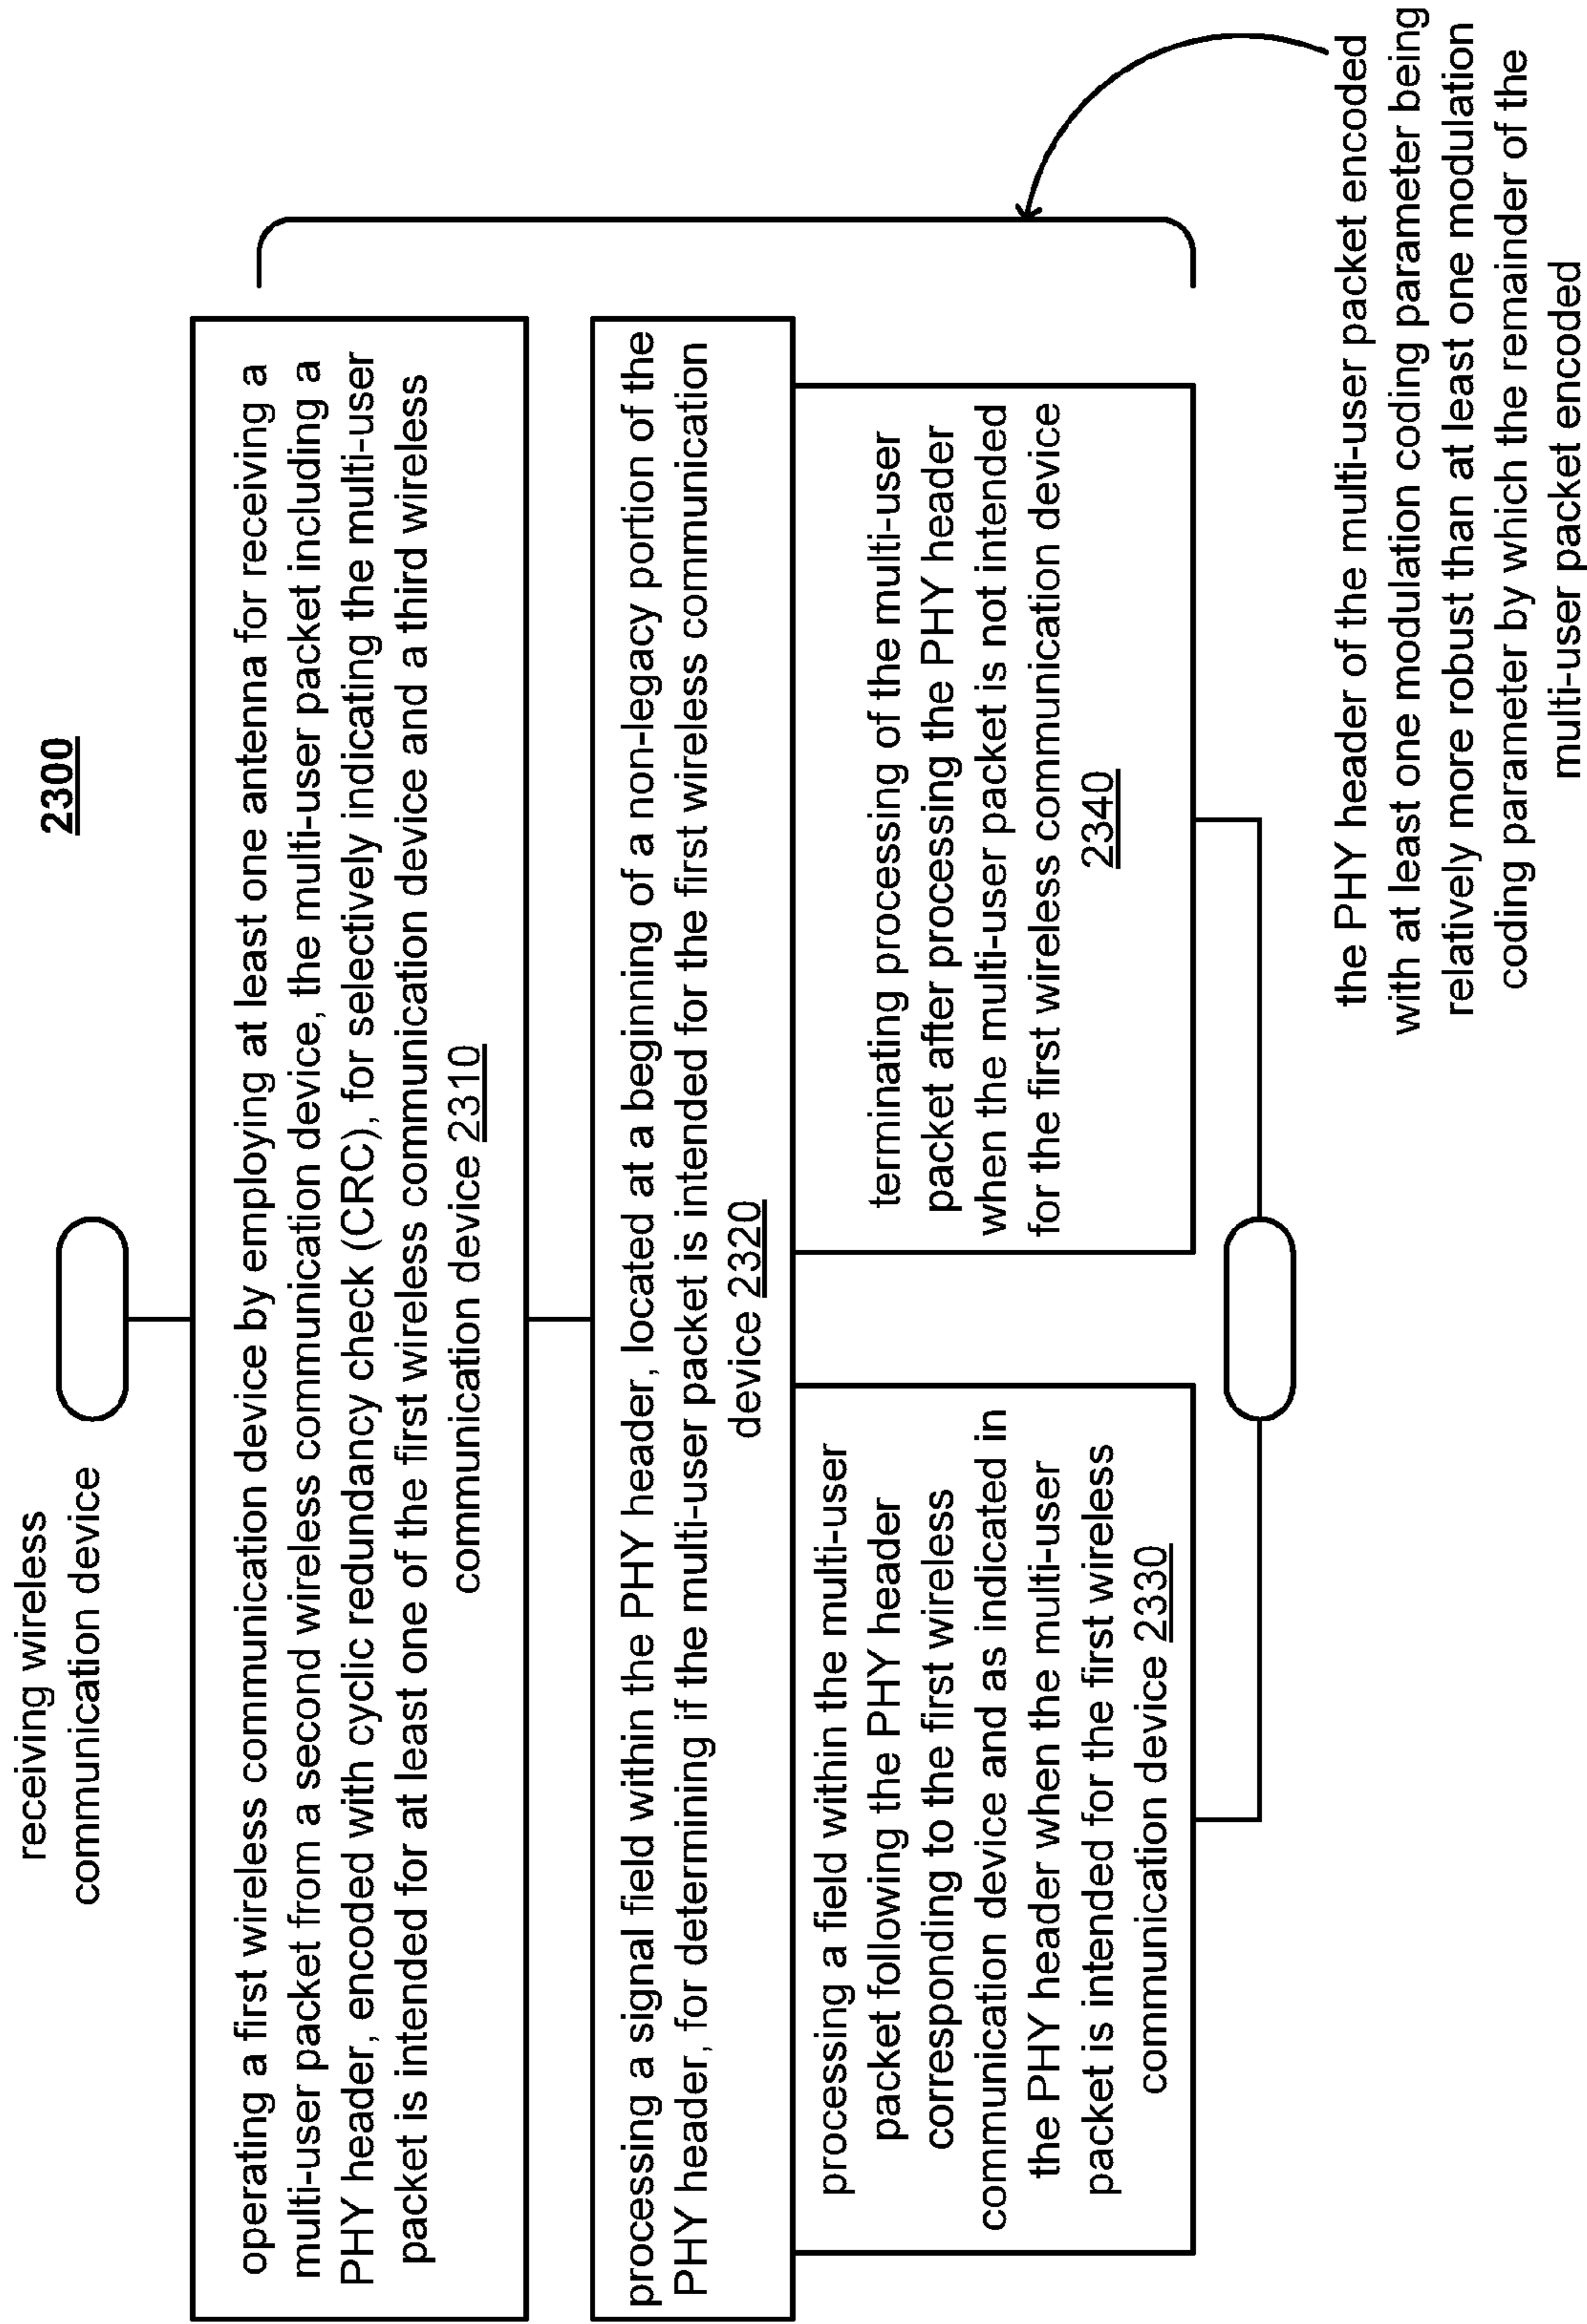 2300
receiving wireless
communication device
operating a first wireless communication device by employing at least one antenna for receiving a
multi-user packet from a second wireless communication device, the multi-user packet including a
PHY header, encoded with cyclic redundancy check (CRC), for selectively indicating the multi-user
packet is intended for at least one of the first wireless communication device and a third wireless
communication device 2310
processing a signal field within the PHY header, located at a beginning of a non-legacy portion of the
PHY header, for determining if the multi-user packet is intended for the first wireless communication
device 2320
processing a field within the multi-user
packet following the PHY header
corresponding to the first wireless
communication device and as indicated in
the PHY header when the multi-user
packet is intended for the first wireless
communication device 2330
terminating processing of the multi-user
packet after processing the PHY header
when the multi-user packet is not intended
for the first wireless communication device
2340
the PHY header of the multi-user packet encoded
with at least one modulation coding parameter being
relatively more robust than at least one modulation
coding parameter by which the remainder of the
multi-user packet encoded